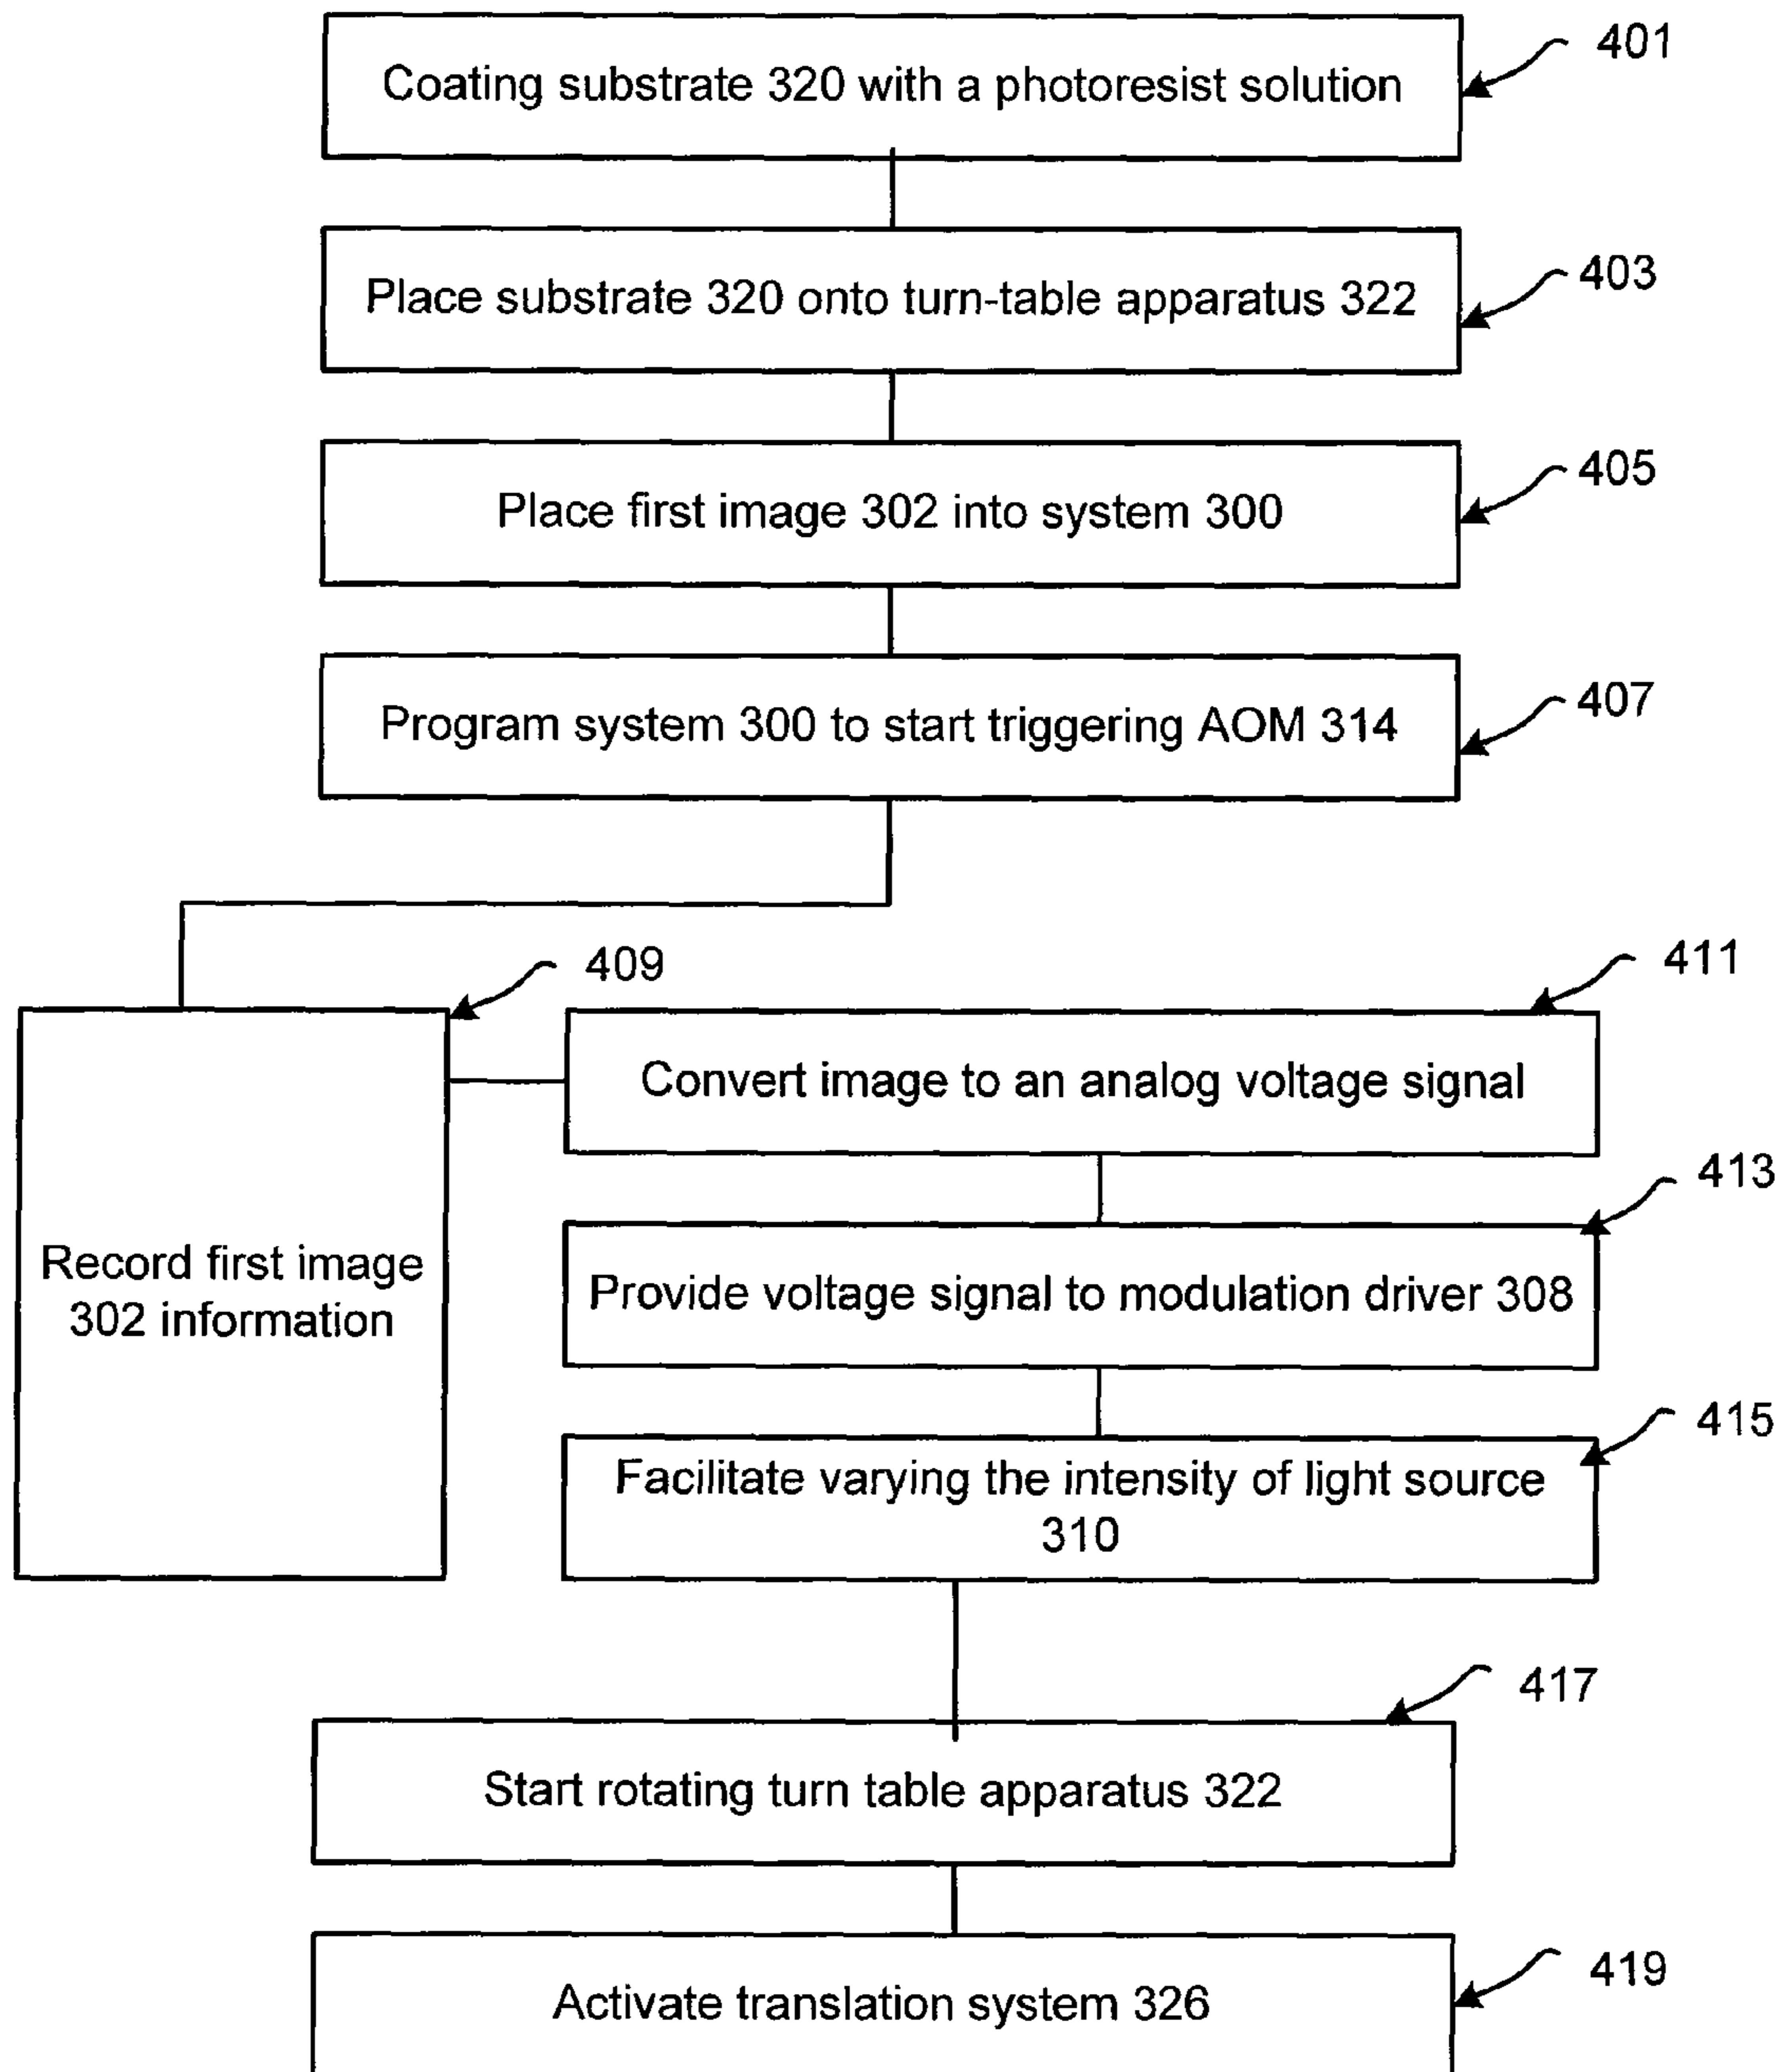 Coating substrate 320 with a photoresist solution
401
Place substrate 320 onto turn-table apparatus 322
403
Place first image 302 into system 300
405
Program system 300 to start triggering AOM 314
407
409
Record first image
302 information
411
Convert image to an analog voltage signal
413
Provide voltage signal to modulation driver 308
415
Facilitate varying the intensity of light source
310
417
Start rotating turn table apparatus 322
419
Activate translation system 326